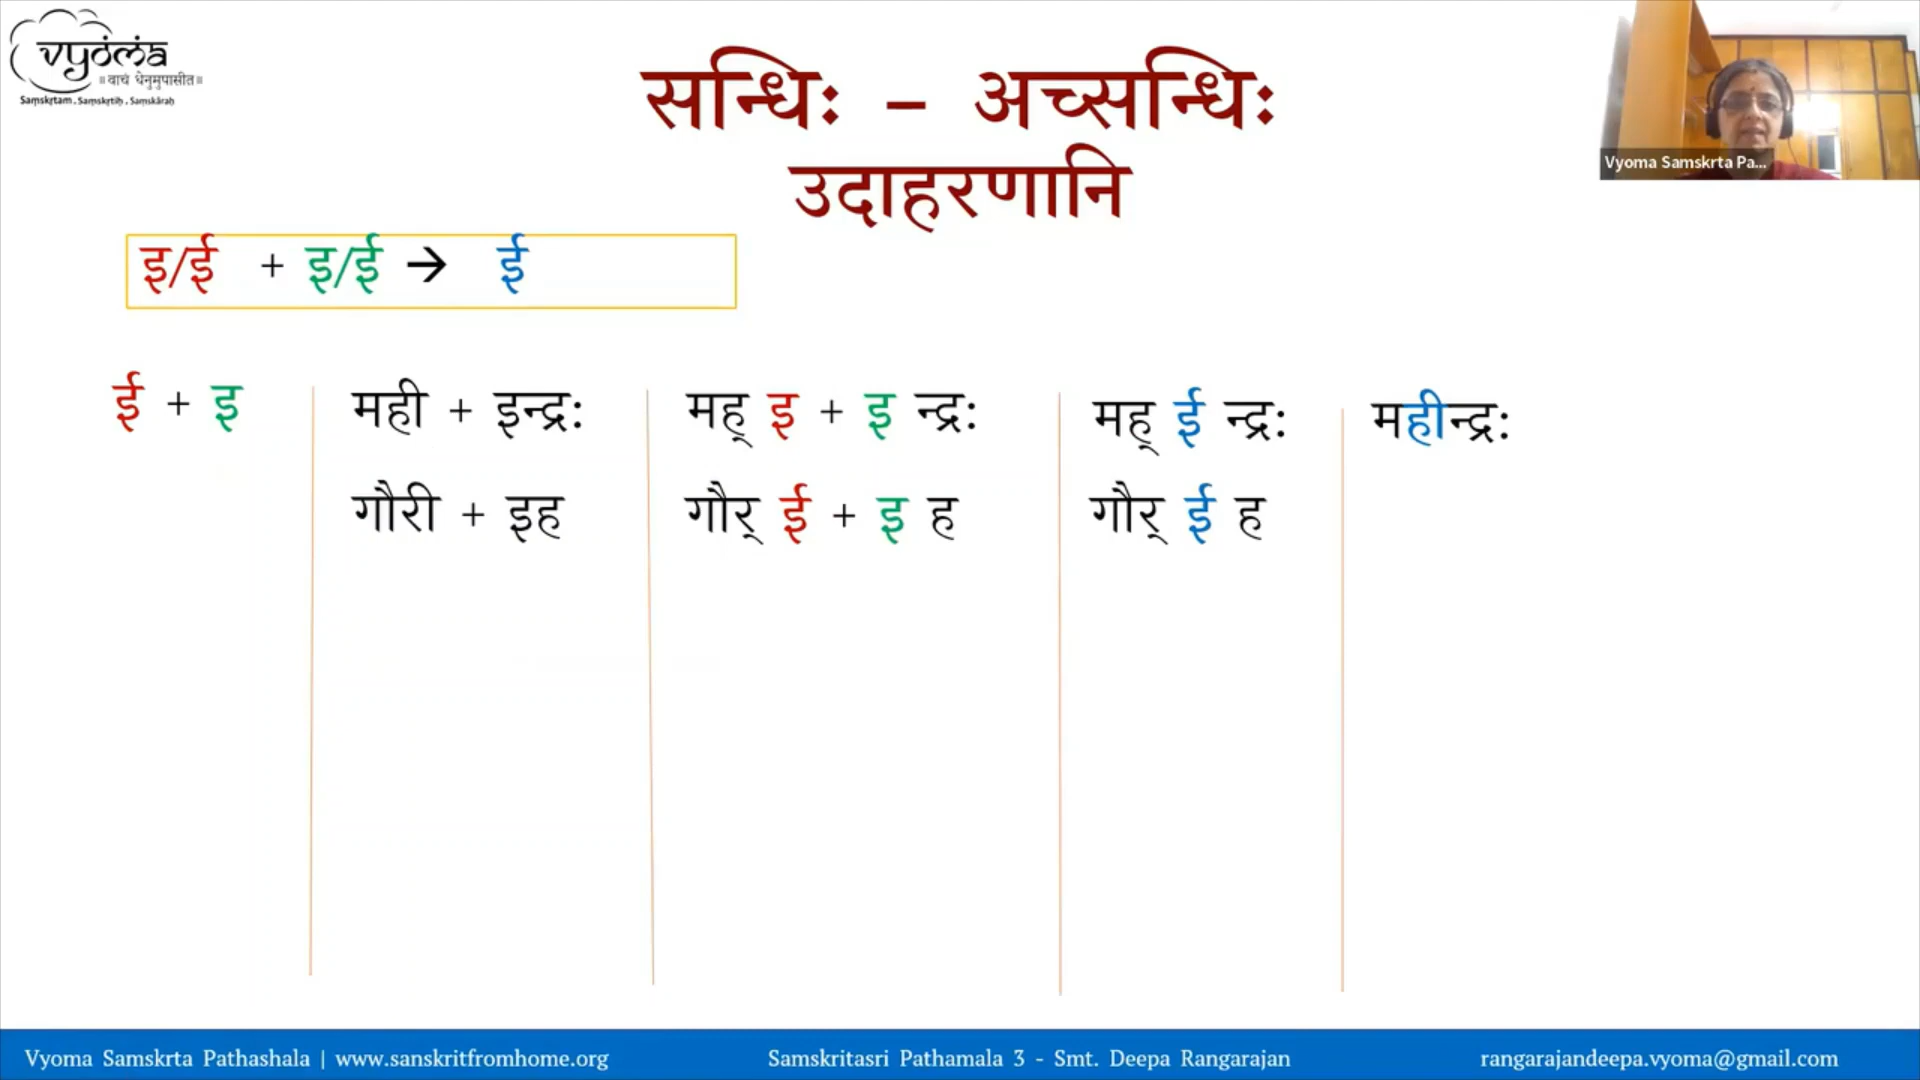 vyoma
॥वाचं धेनुमुपासीत॥
Saṃskṛtam . Saṃskṛtiḥ . Saṃskāraḥ
सन्धिः – अच्सन्धिः
उदाहरणानि
Vyoma Samskrta Pa...
इ/ई + इ/ई → ई
ई + इ मही + इन्द्रः मह् इ + इ न्द्रः मह् ई न्द्रः महीन्द्रः
गौरी + इह गौर् ई + इ ह गौर् ई ह
Vyoma Samskrta Pathashala | www.sanskritfromhome.org Samskritasri Pathamala 3 - Smt. Deepa Rangarajan rangarajandeepa.vyoma@gmail.com